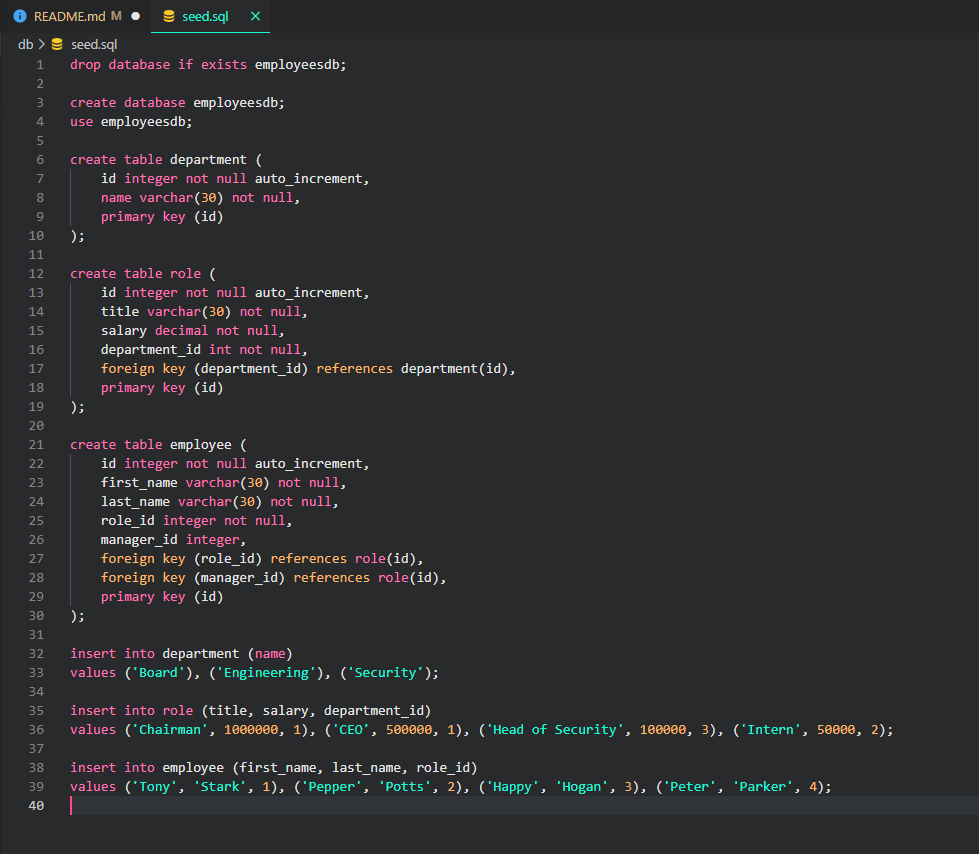 README.md M ● seed.sql ✕
db > seed.sql
1 drop database if exists employeesdb;
2
3 create database employeesdb;
4 use employeesdb;
5
6 create table department (
7     id integer not null auto_increment,
8     name varchar(30) not null,
9     primary key (id)
10 );
11
12 create table role (
13     id integer not null auto_increment,
14     title varchar(30) not null,
15     salary decimal not null,
16     department_id int not null,
17     foreign key (department_id) references department(id),
18     primary key (id)
19 );
20
21 create table employee (
22     id integer not null auto_increment,
23     first_name varchar(30) not null,
24     last_name varchar(30) not null,
25     role_id integer not null,
26     manager_id integer,
27     foreign key (role_id) references role(id),
28     foreign key (manager_id) references role(id),
29     primary key (id)
30 );
31
32 insert into department (name)
33 values ('Board'), ('Engineering'), ('Security');
34
35 insert into role (title, salary, department_id)
36 values ('Chairman', 1000000, 1), ('CEO', 500000, 1), ('Head of Security', 100000, 3), ('Intern', 50000, 2);
37
38 insert into employee (first_name, last_name, role_id)
39 values ('Tony', 'Stark', 1), ('Pepper', 'Potts', 2), ('Happy', 'Hogan', 3), ('Peter', 'Parker', 4);
40